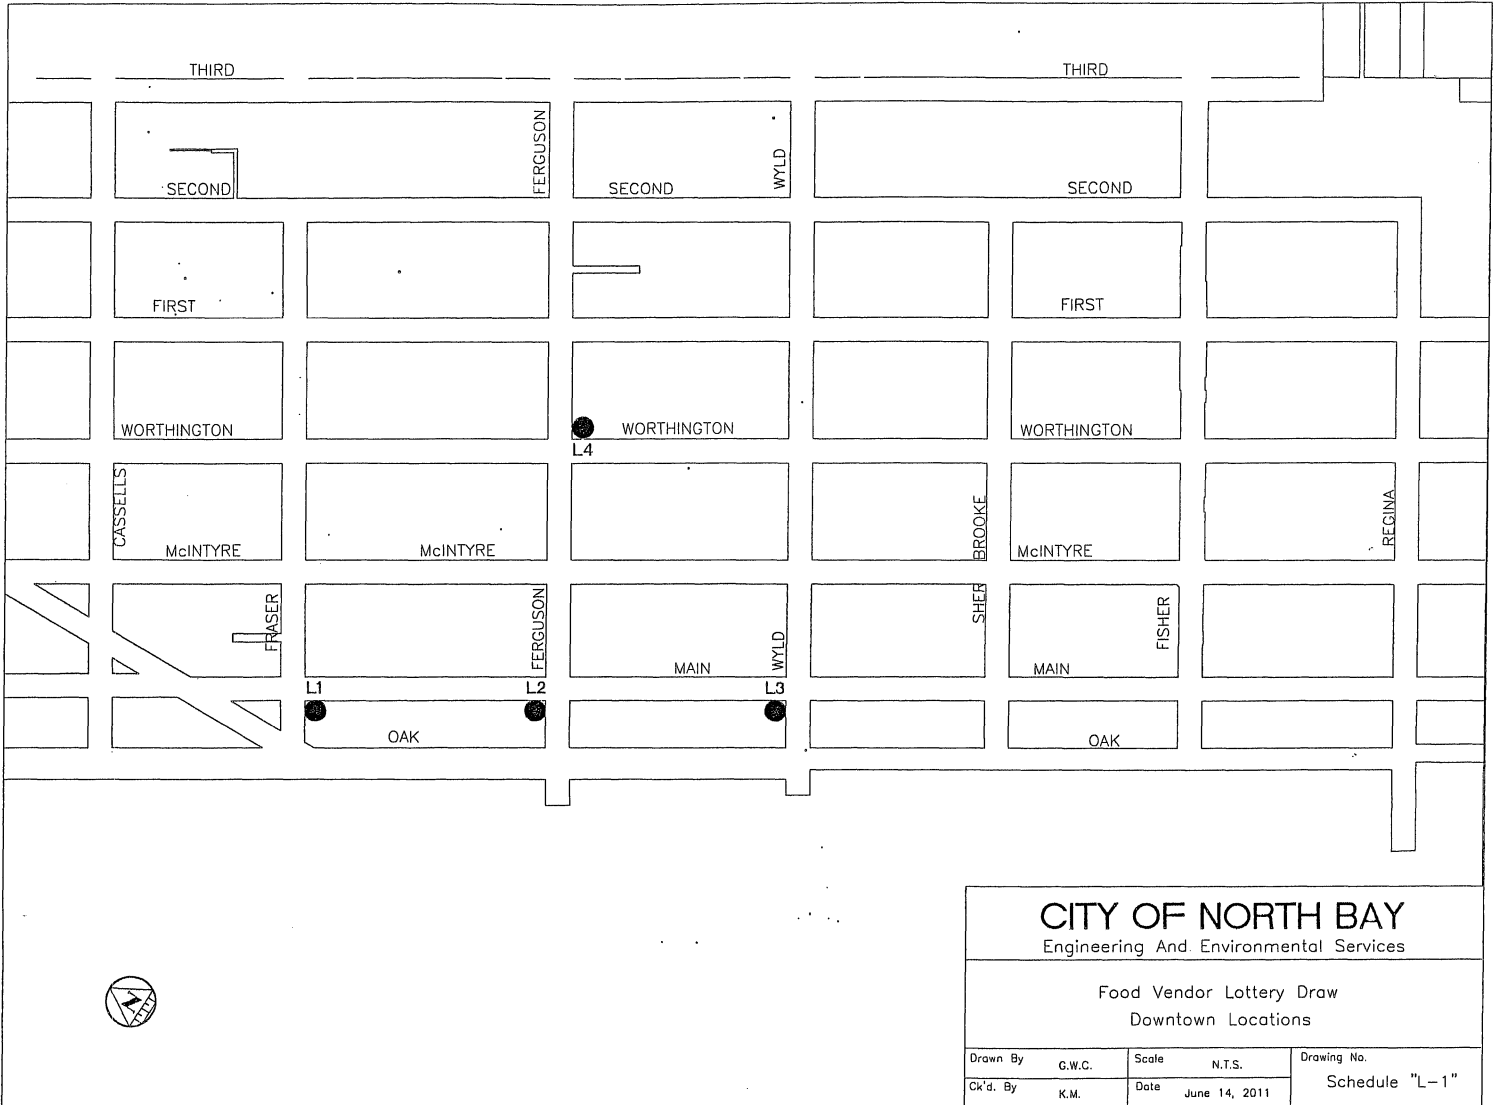 THIRD THIRD
FERGUSON
WYLD
SECOND SECOND SECOND
FIRST FIRST
WORTHINGTON WORTHINGTON WORTHINGTON
L4
CASSELLS
SHER BROOKE
REGINA
McINTYRE McINTYRE McINTYRE
FRASER
FERGUSON
WYLD
FISHER
MAIN MAIN
L1 L2 L3
OAK OAK
N
CITY OF NORTH BAY
Engineering And Environmental Services
Food Vendor Lottery Draw
Downtown Locations
Drawn By G.W.C. Scale N.T.S. Drawing No.
Ck'd. By K.M. Date June 14, 2011 Schedule "L-1"